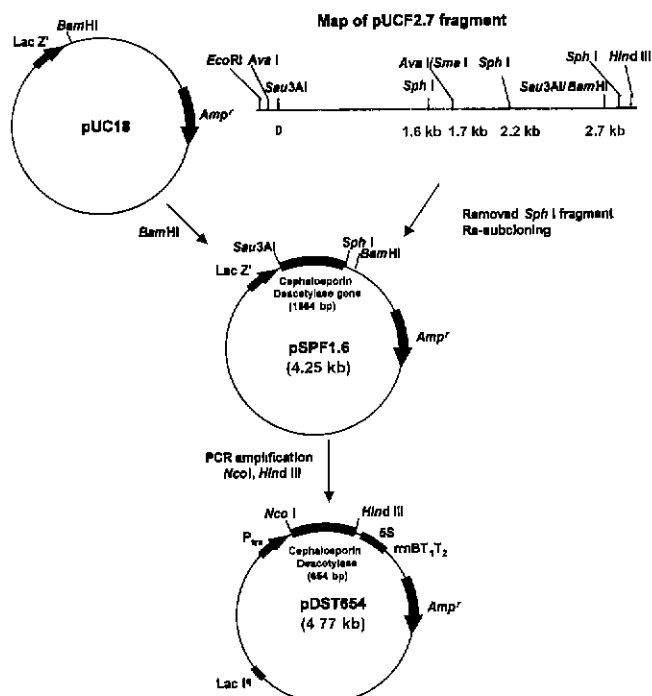 Map of pUCF2.7 fragment
Lac Z' BamHI
pUC18
Ampr
EcoRI Ava I
Sau3AI
Ava I/Sma I Sph I
Sph I
Sph I Hind III
Sau3AI/BamHI
0 1.6 kb 1.7 kb 2.2 kb 2.7 kb
BamHI
Removed Sph I fragment
Re-subcloning
Sau3AI Sph I
BamHI
Lac Z'
Cephalosporin
Deacetylase gene
pSPF1.6
(4.25 kb)
Ampr
PCR amplification
NcoI, Hind III
Nco I Hind III
5S
rrnBT1T2
Cephalosporin
Deacetylase
(654 bp)
pDST654
(4 77 kb)
Ampr
Lac Iq